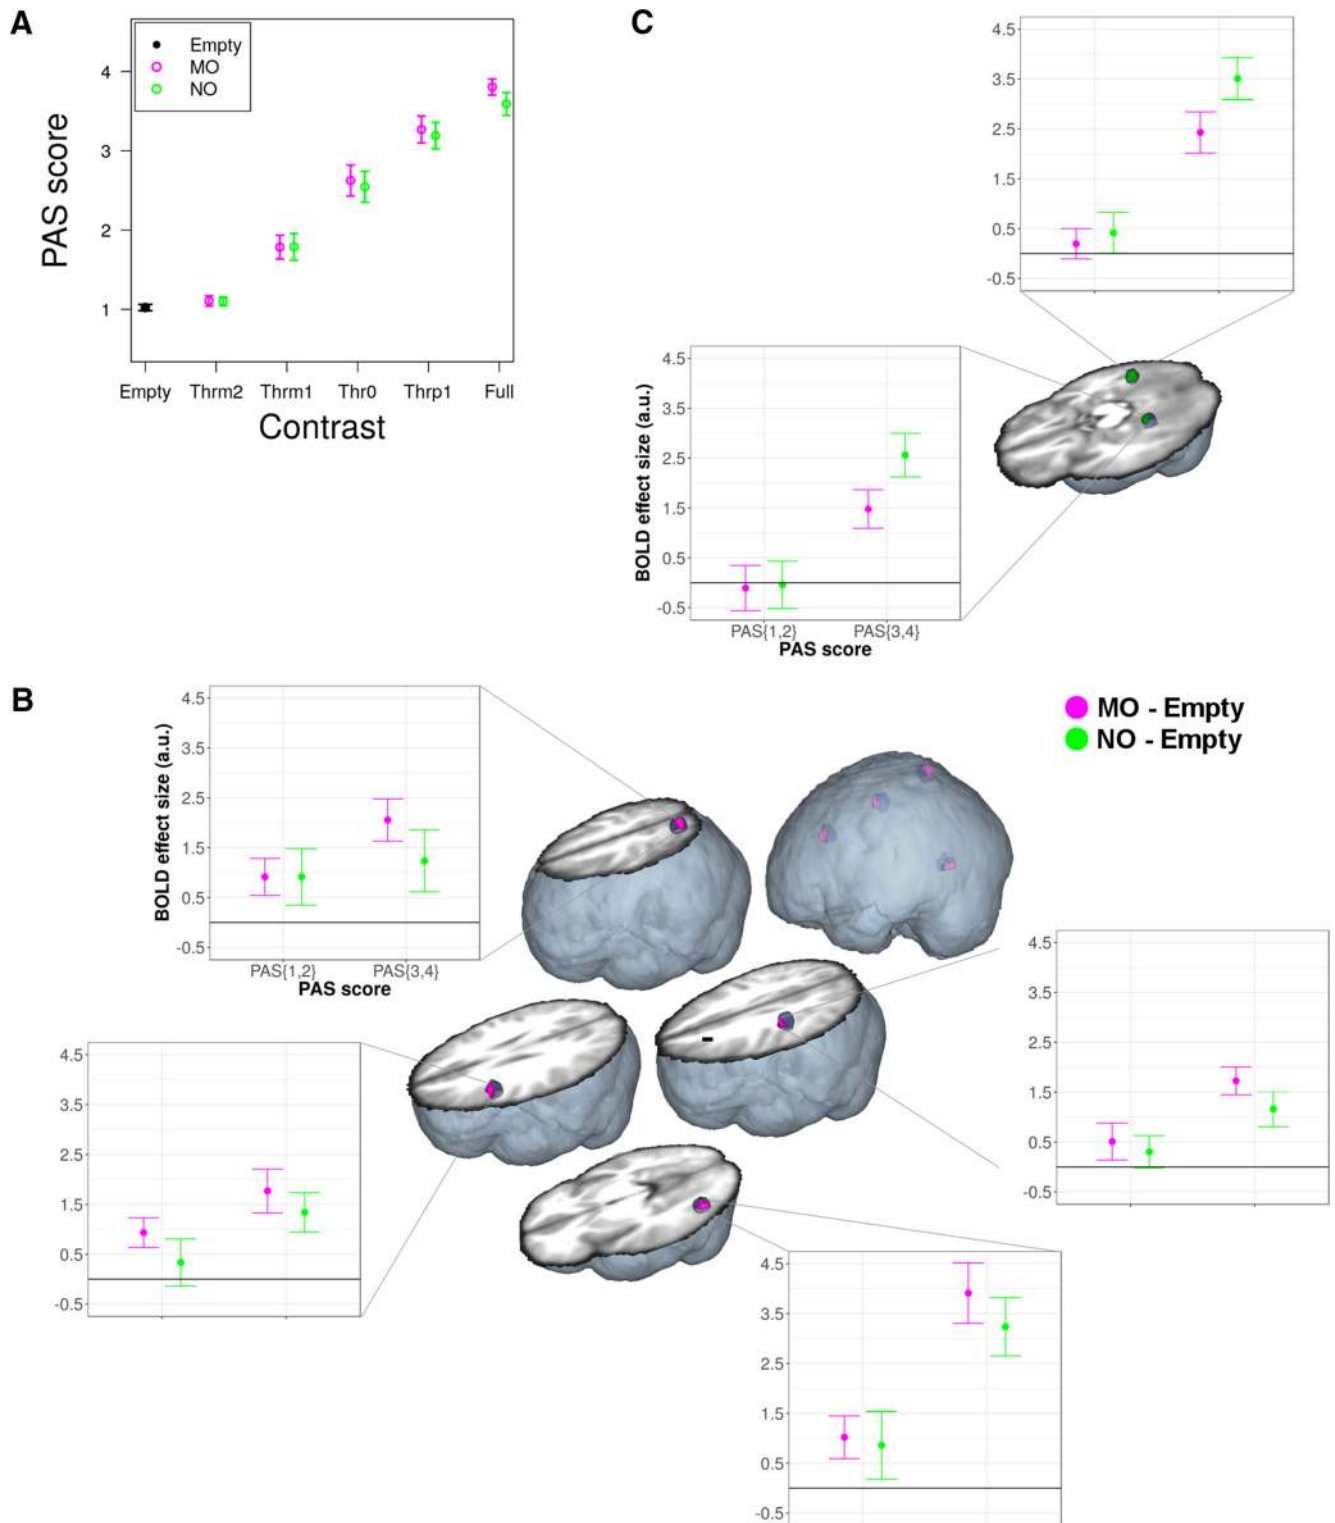 A
Empty
MO
NO
PAS score
4
3
2
1
Empty Thrm2 Thrm1 Thr0 Thrp1 Full
Contrast
C
4.5
3.5
2.5
1.5
0.5
-0.5
BOLD effect size (a.u.)
4.5
3.5
2.5
1.5
0.5
-0.5
PAS{1,2} PAS{3,4}
PAS score
B
MO - Empty
NO - Empty
BOLD effect size (a.u.)
4.5
3.5
2.5
1.5
0.5
-0.5
PAS{1,2} PAS{3,4}
PAS score
4.5
3.5
2.5
1.5
0.5
-0.5
4.5
3.5
2.5
1.5
0.5
-0.5
4.5
3.5
2.5
1.5
0.5
-0.5